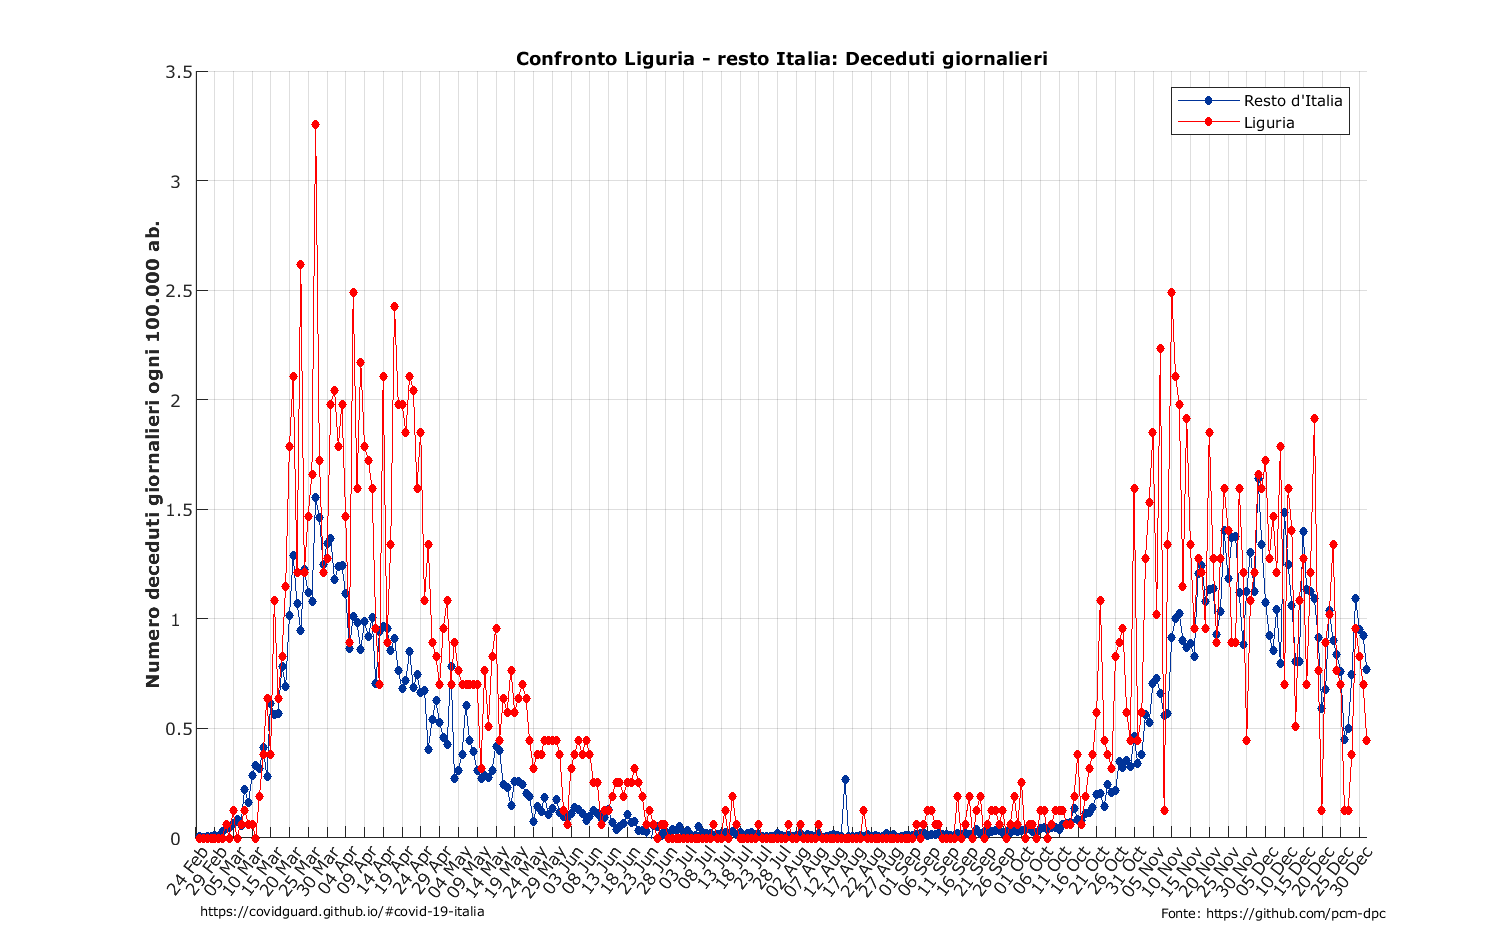 Confronto Liguria - resto Italia: Deceduti giornalieri
Numero deceduti giornalieri ogni 100.000 ab.
3.5
3
2.5
2
1.5
1
0.5
0
Resto d'Italia
Liguria
24 Feb
29 Feb
05 Mar
10 Mar
15 Mar
20 Mar
25 Mar
30 Mar
04 Apr
09 Apr
14 Apr
19 Apr
24 Apr
29 Apr
04 May
09 May
14 May
19 May
24 May
29 May
03 Jun
08 Jun
13 Jun
18 Jun
23 Jun
28 Jun
03 Jul
08 Jul
13 Jul
18 Jul
23 Jul
28 Jul
02 Aug
07 Aug
12 Aug
17 Aug
22 Aug
27 Aug
01 Sep
06 Sep
11 Sep
16 Sep
21 Sep
26 Sep
01 Oct
06 Oct
11 Oct
16 Oct
21 Oct
26 Oct
31 Oct
05 Nov
10 Nov
15 Nov
20 Nov
25 Nov
30 Nov
05 Dec
10 Dec
15 Dec
20 Dec
25 Dec
30 Dec
https://covidguard.github.io/#covid-19-italia
Fonte: https://github.com/pcm-dpc